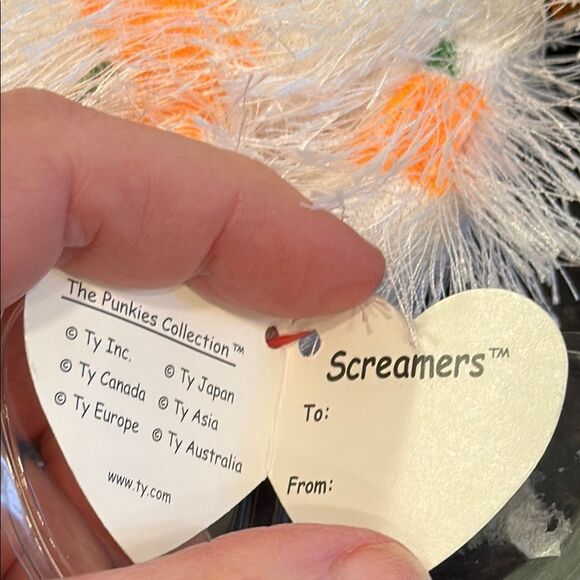 The Punkies Collection™
© Ty Inc.
© Ty Canada
© Ty Europe
© Ty Japan
© Ty Asia
© Ty Australia
www.ty.com
Screamers™
To:
From: